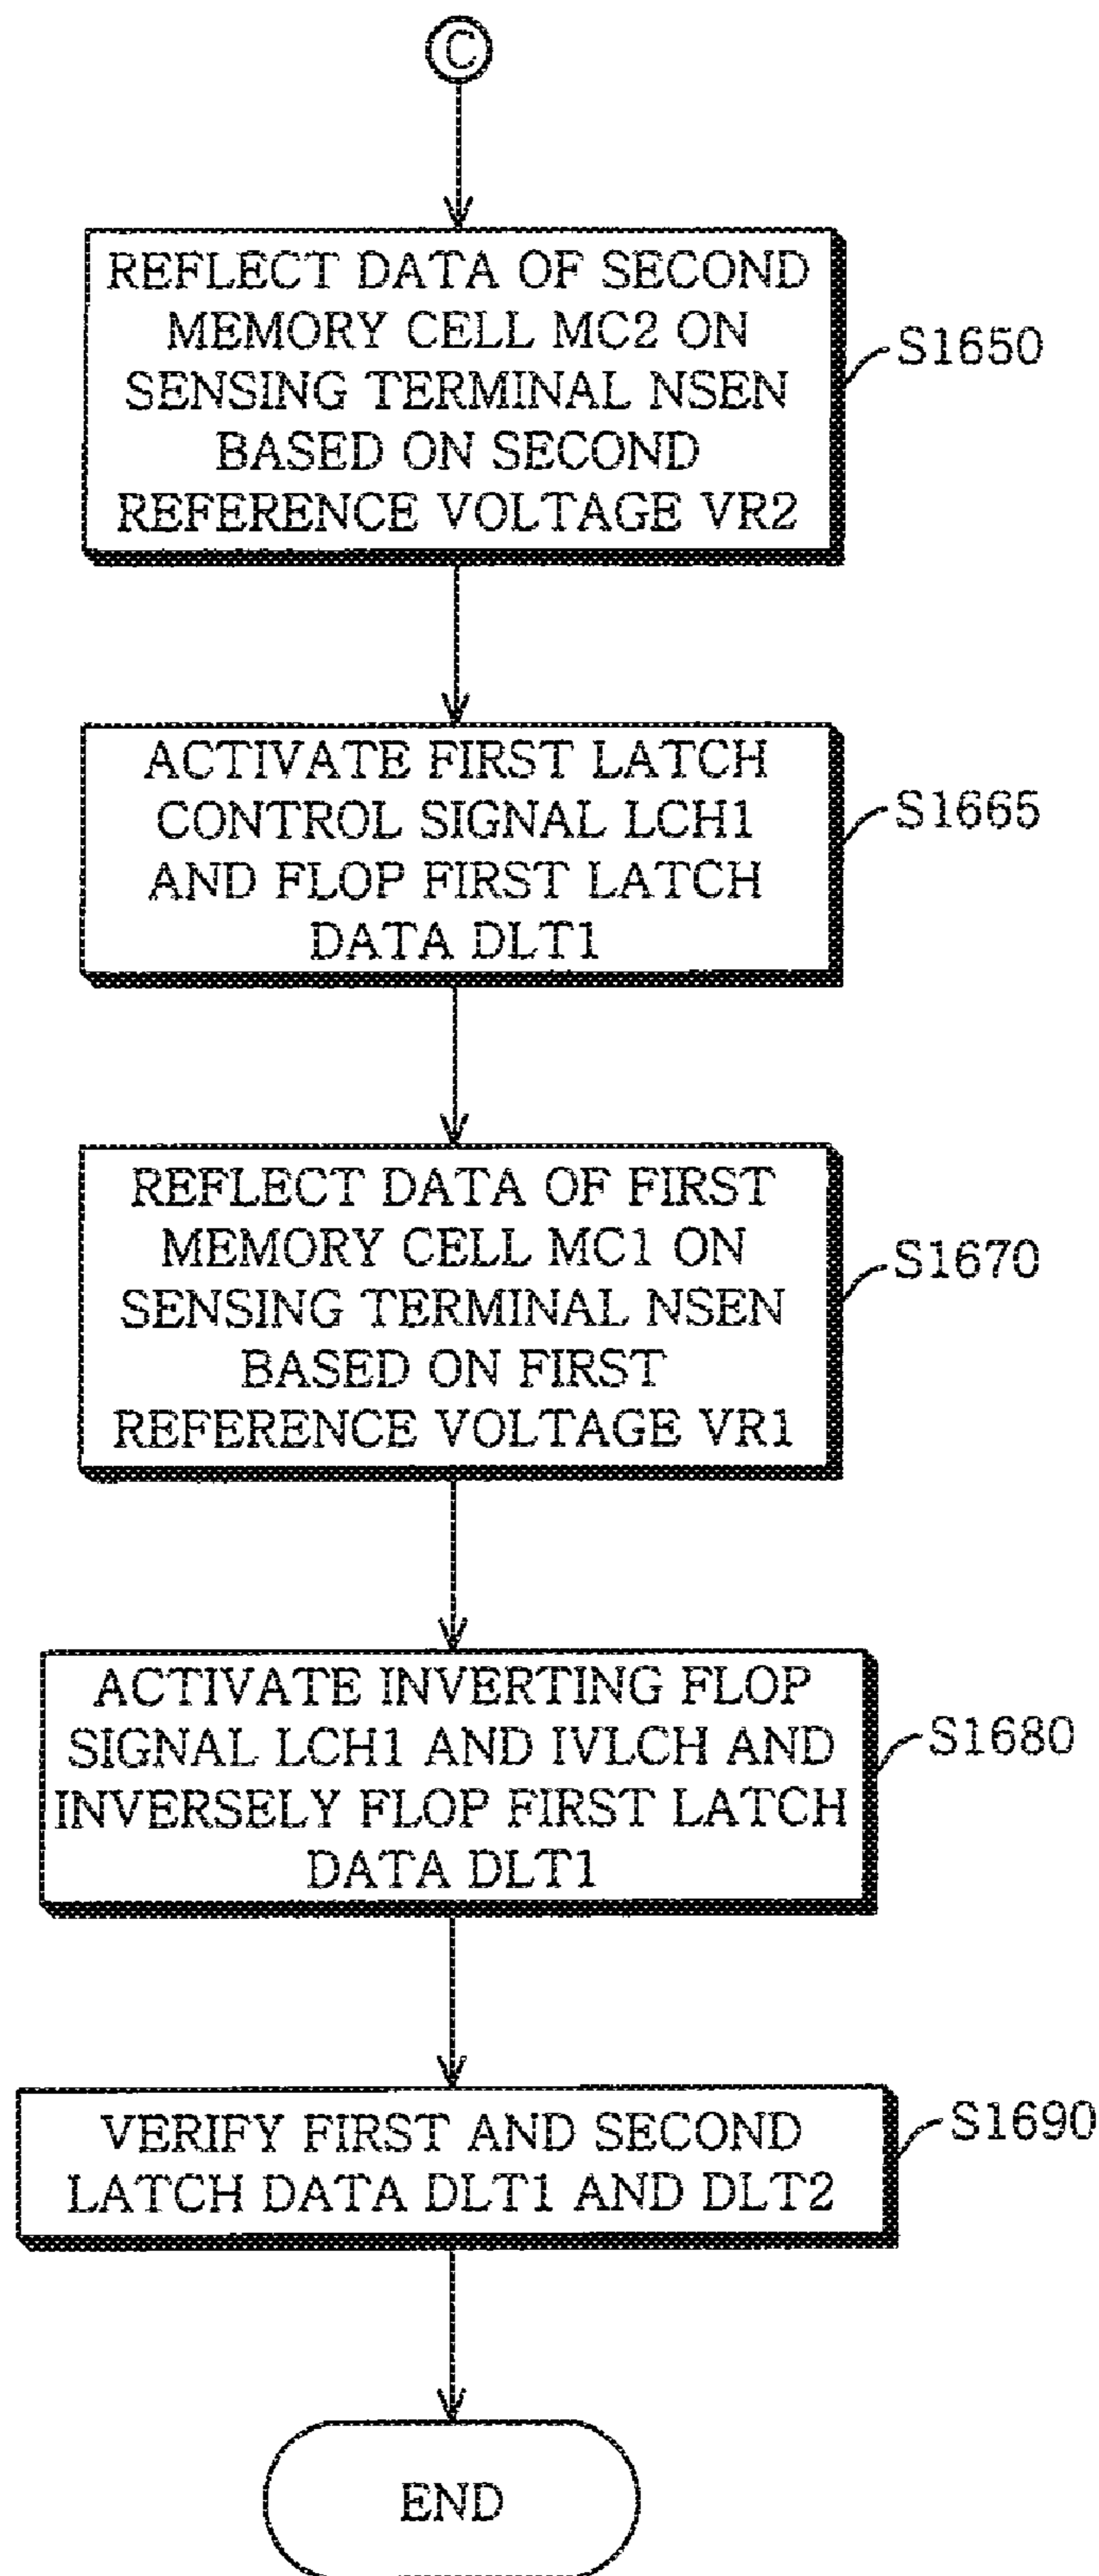 C
REFLECT DATA OF SECOND
MEMORY CELL MC2 ON
SENSING TERMINAL NSEN
BASED ON SECOND
REFERENCE VOLTAGE VR2
S1650
ACTIVATE FIRST LATCH
CONTROL SIGNAL LCH1
AND FLOP FIRST LATCH
DATA DLT1
S1665
REFLECT DATA OF FIRST
MEMORY CELL MC1 ON
SENSING TERMINAL NSEN
BASED ON FIRST
REFERENCE VOLTAGE VR1
S1670
ACTIVATE INVERTING FLOP
SIGNAL LCH1 AND IVLCH AND
INVERSELY FLOP FIRST LATCH
DATA DLT1
S1680
VERIFY FIRST AND SECOND
LATCH DATA DLT1 AND DLT2
S1690
END